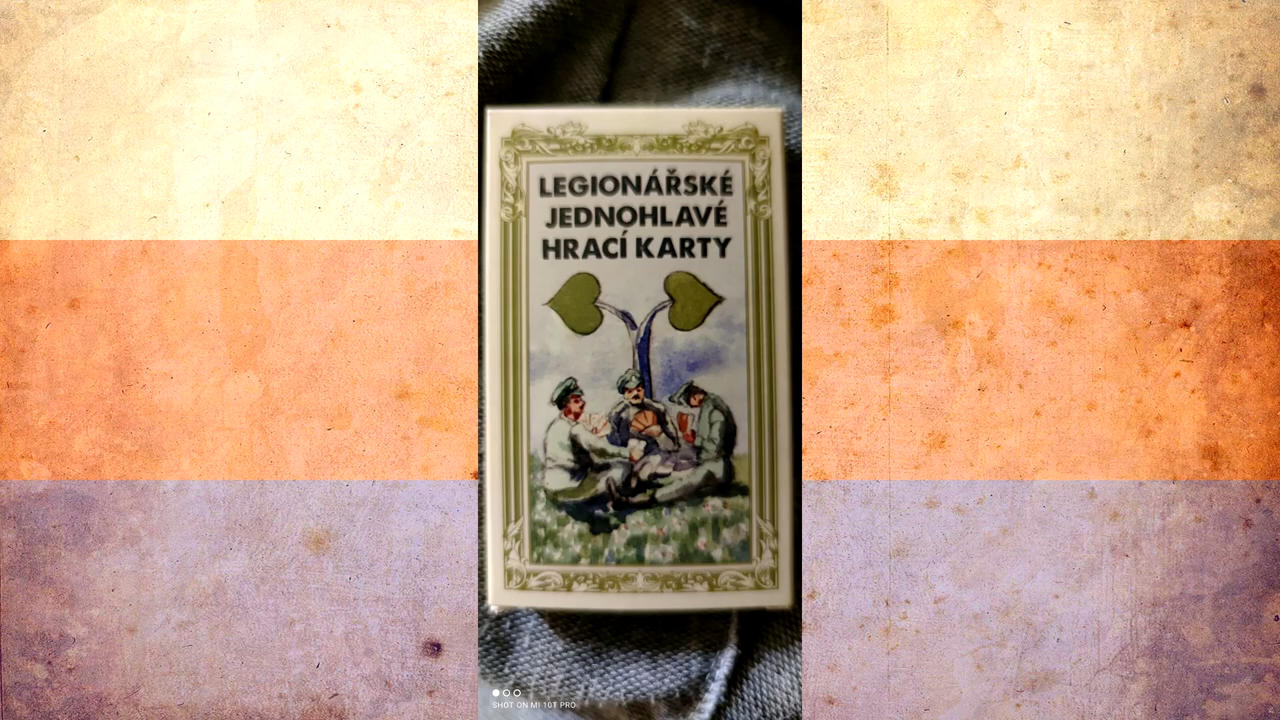 LEGIONÁŘSKÉ
JEDNOHLAVÉ
HRACÍ KARTY
SHOT ON MI 10T PRO